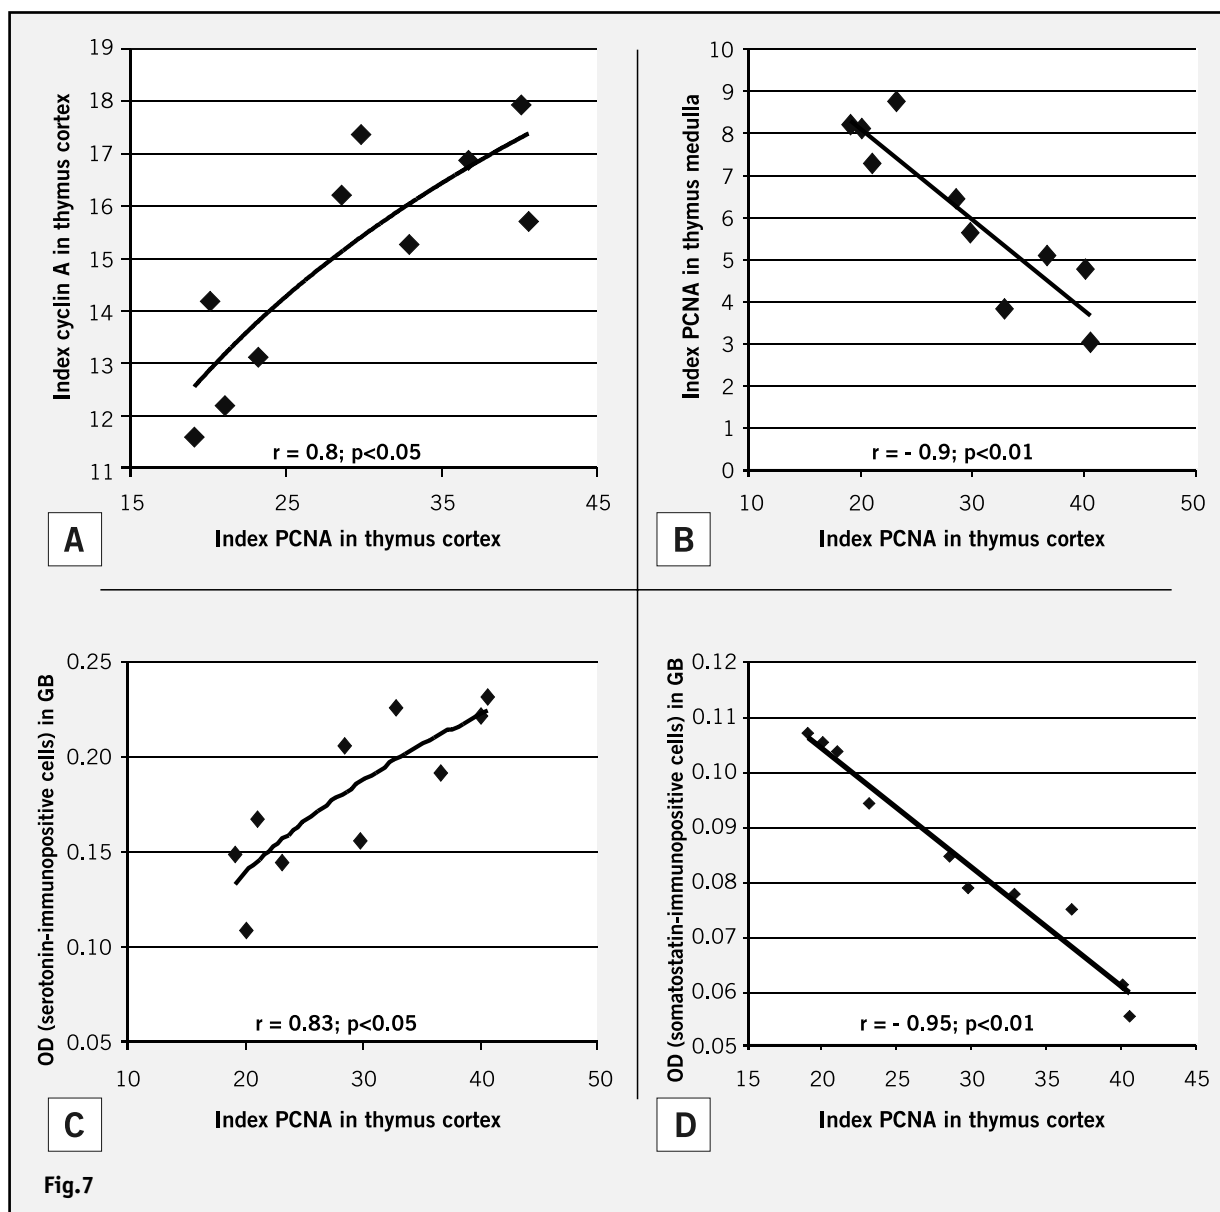 Index cyclin A in thymus cortex
19
18
17
16
15
14
13
12
11
r = 0.8; p<0.05
15 25 35 45
A
Index PCNA in thymus cortex
Index PCNA in thymus medulla
10
9
8
7
6
5
4
3
2
1
0
r = - 0.9; p<0.01
10 20 30 40 50
B
Index PCNA in thymus cortex
OD (serotonin-immunopositive cells) in GB
0.25
0.20
0.15
0.10
0.05
r = 0.83; p<0.05
10 20 30 40 50
C
Index PCNA in thymus cortex
OD (somatostatin-immunopositive cells) in GB
0.12
0.11
0.10
0.09
0.08
0.07
0.06
0.05
r = - 0.95; p<0.01
15 20 25 30 35 40 45
D
Index PCNA in thymus cortex
Fig.7